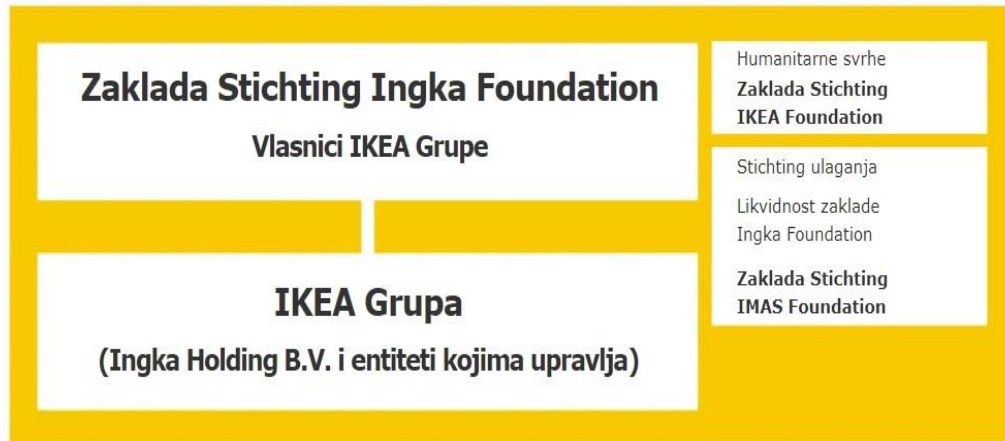 Zaklada Stichting Ingka Foundation
Vlasnici IKEA Grupe
IKEA Grupa
(Ingka Holding B.V. i entiteti kojima upravlja)
Humanitarne svrhe
Zaklada Stichting
IKEA Foundation
Stichting ulaganja
Likvidnost zaklade
Ingka Foundation
Zaklada Stichting
IMAS Foundation